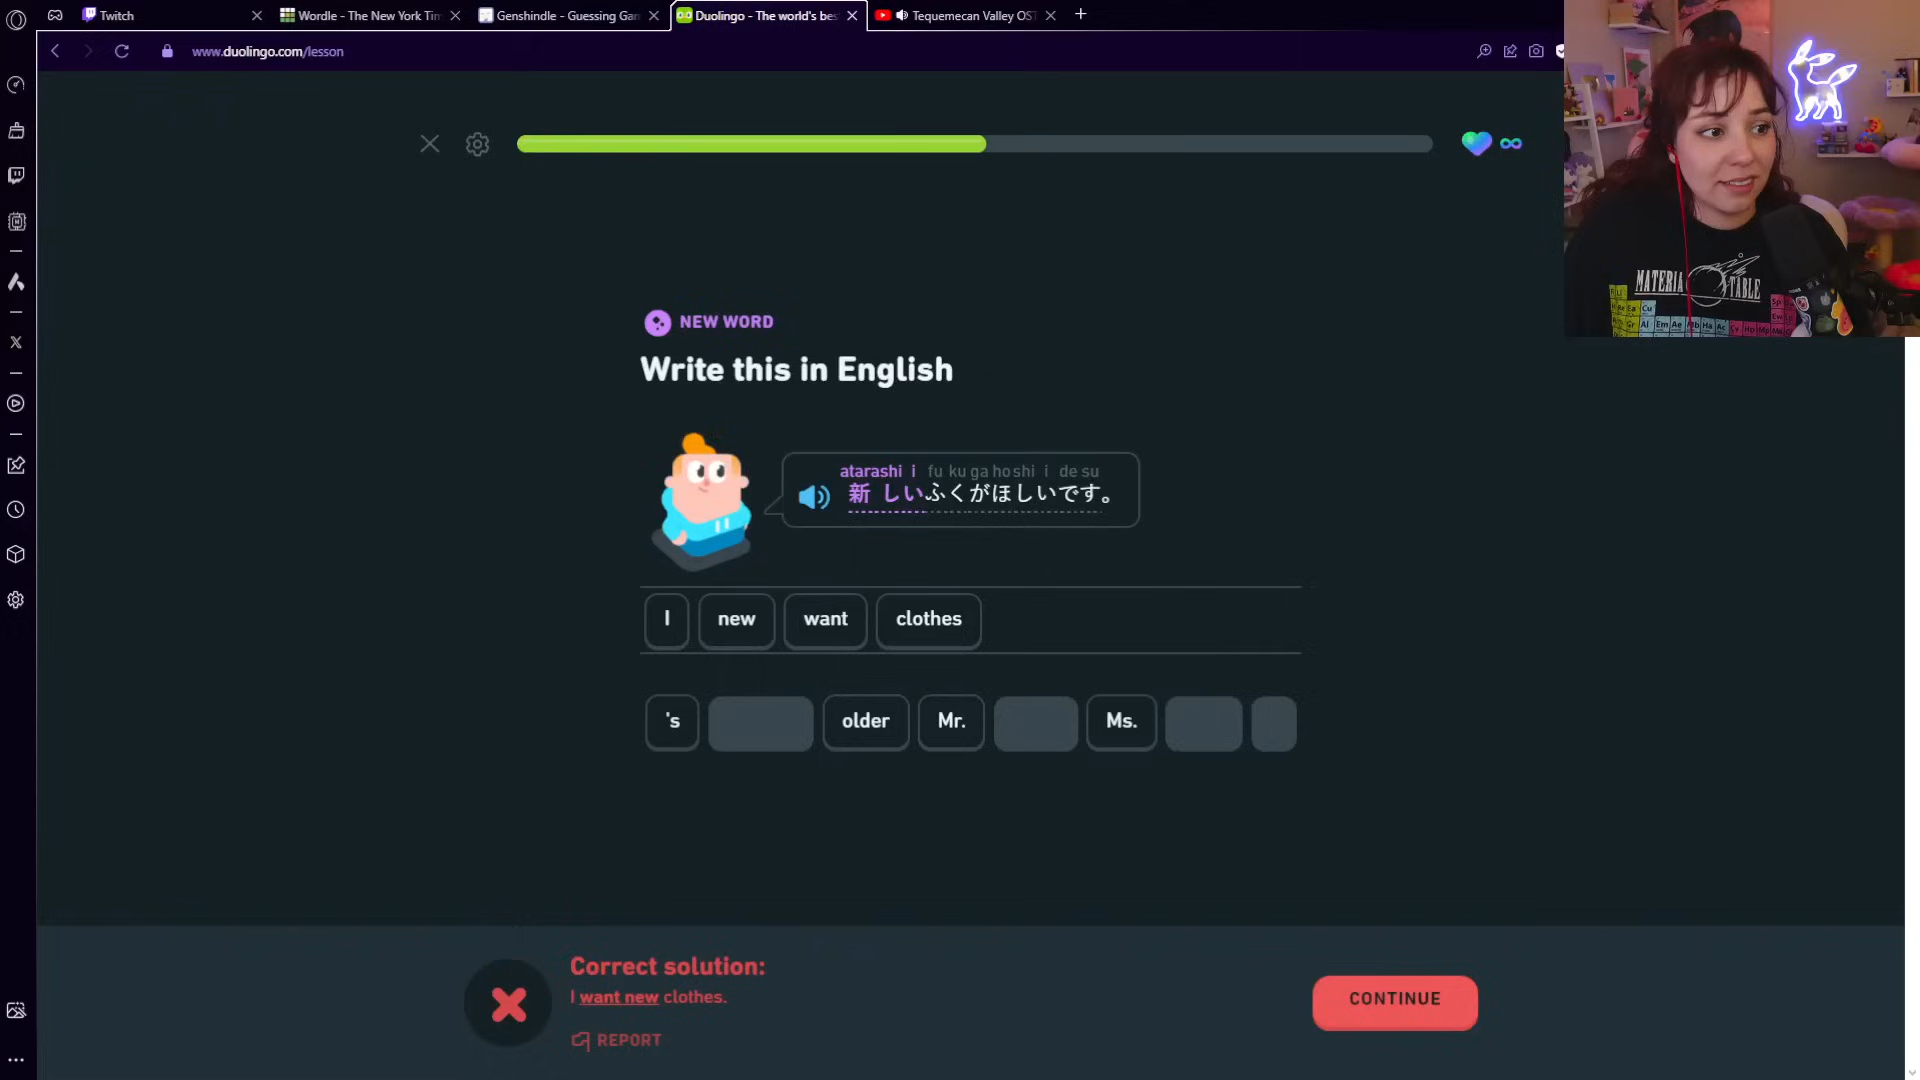 Twitch
Wordle - The New York Tim
Genshindle - Guessing Gam
Duolingo - The world's bes
Tequemecan Valley OST
www.duolingo.com/lesson
MATERIA TABLE
NEW WORD
Write this in English
atarashi i fu ku ga ho shi i de su
新しいふくがほしいです。
I new want clothes
's older Mr. Ms.
Correct solution:
I want new clothes.
REPORT
CONTINUE